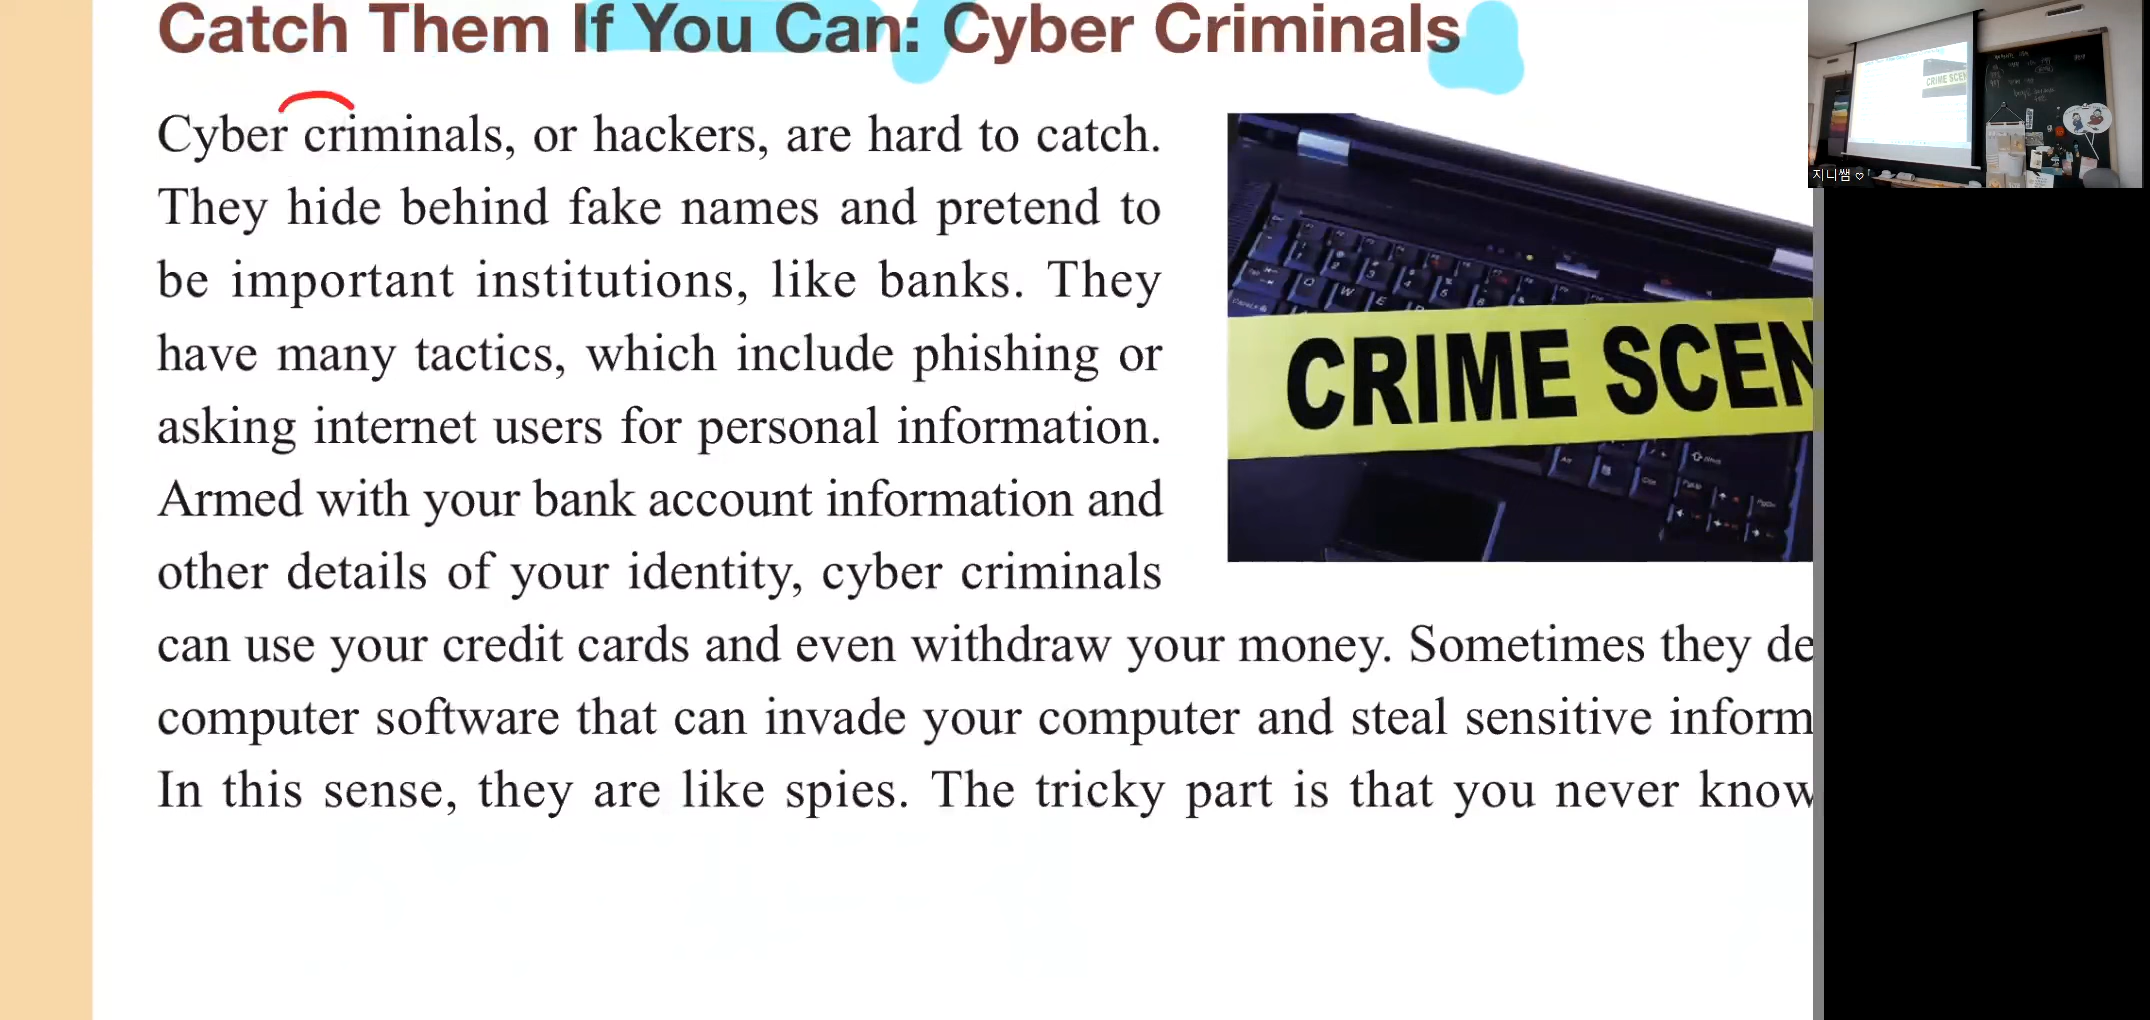 Catch Them If You Can: Cyber Criminals
Cyber criminals, or hackers, are hard to catch.
They hide behind fake names and pretend to
be important institutions, like banks. They
have many tactics, which include phishing or
asking internet users for personal information.
Armed with your bank account information and
other details of your identity, cyber criminals
can use your credit cards and even withdraw your money. Sometimes they de
computer software that can invade your computer and steal sensitive inform
In this sense, they are like spies. The tricky part is that you never know
CRIME SCEN
CRIME SCEN
지니쌤 ♡